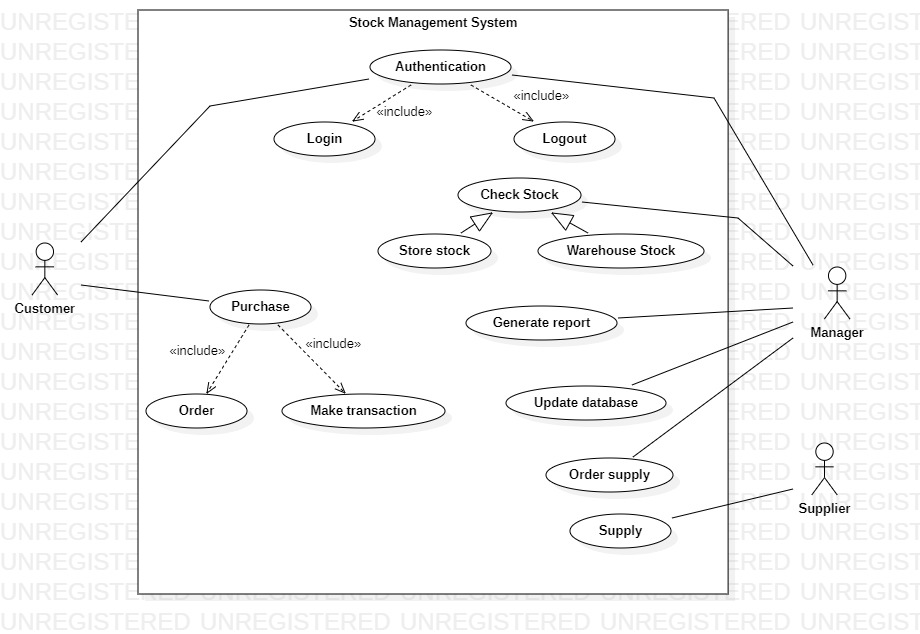 Stock Management System
Authentication
«include»
«include»
Login
Logout
Check Stock
Store stock
Warehouse Stock
Customer
Purchase
Generate report
Manager
«include»
«include»
Order
Make transaction
Update database
Order supply
Supplier
Supply
UNREGISTERED UNREGISTERED UNREGISTERED UNREGISTERED